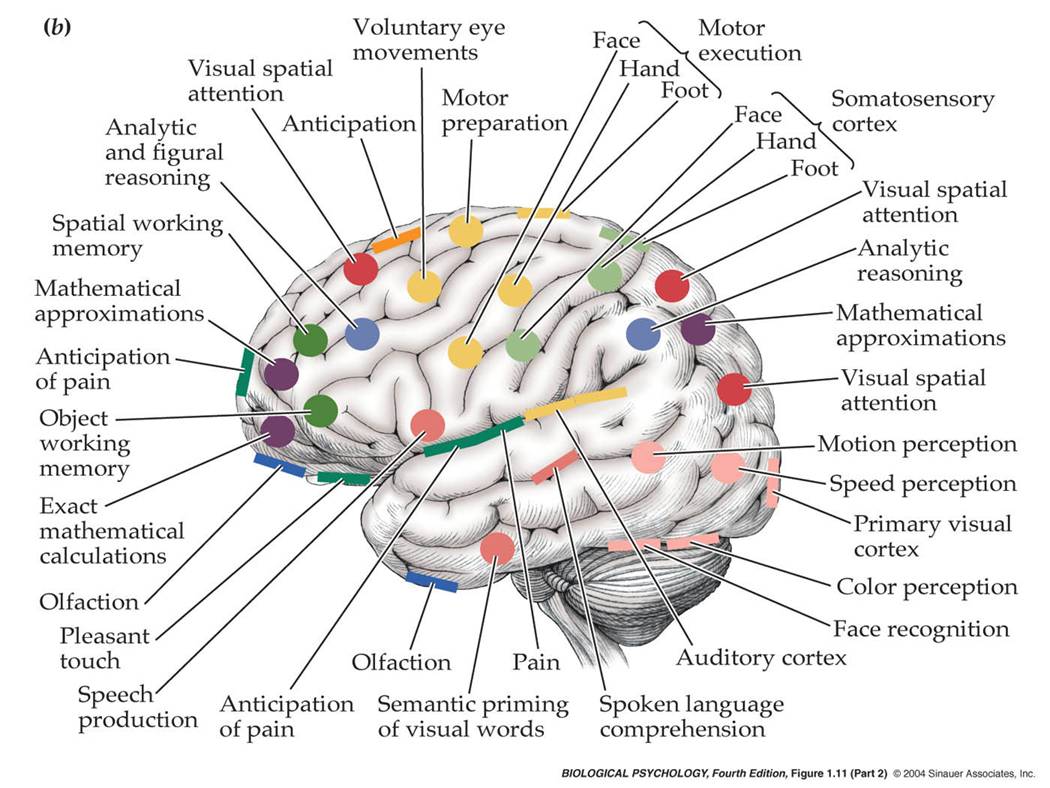 (b)
Voluntary eye
movements
Face
Hand
Foot
Motor
execution
Visual spatial
attention
Motor
preparation
Anticipation
Face
Hand
Foot
Somatosensory
cortex
Analytic
and figural
reasoning
Visual spatial
attention
Spatial working
memory
Analytic
reasoning
Mathematical
approximations
Mathematical
approximations
Anticipation
of pain
Visual spatial
attention
Object
working
memory
Motion perception
Speed perception
Exact
mathematical
calculations
Primary visual
cortex
Color perception
Olfaction
Face recognition
Pleasant
touch
Olfaction
Pain
Auditory cortex
Speech
production
Anticipation
of pain
Semantic priming
of visual words
Spoken language
comprehension
BIOLOGICAL PSYCHOLOGY, Fourth Edition, Figure 1.11 (Part 2) © 2004 Sinauer Associates, Inc.